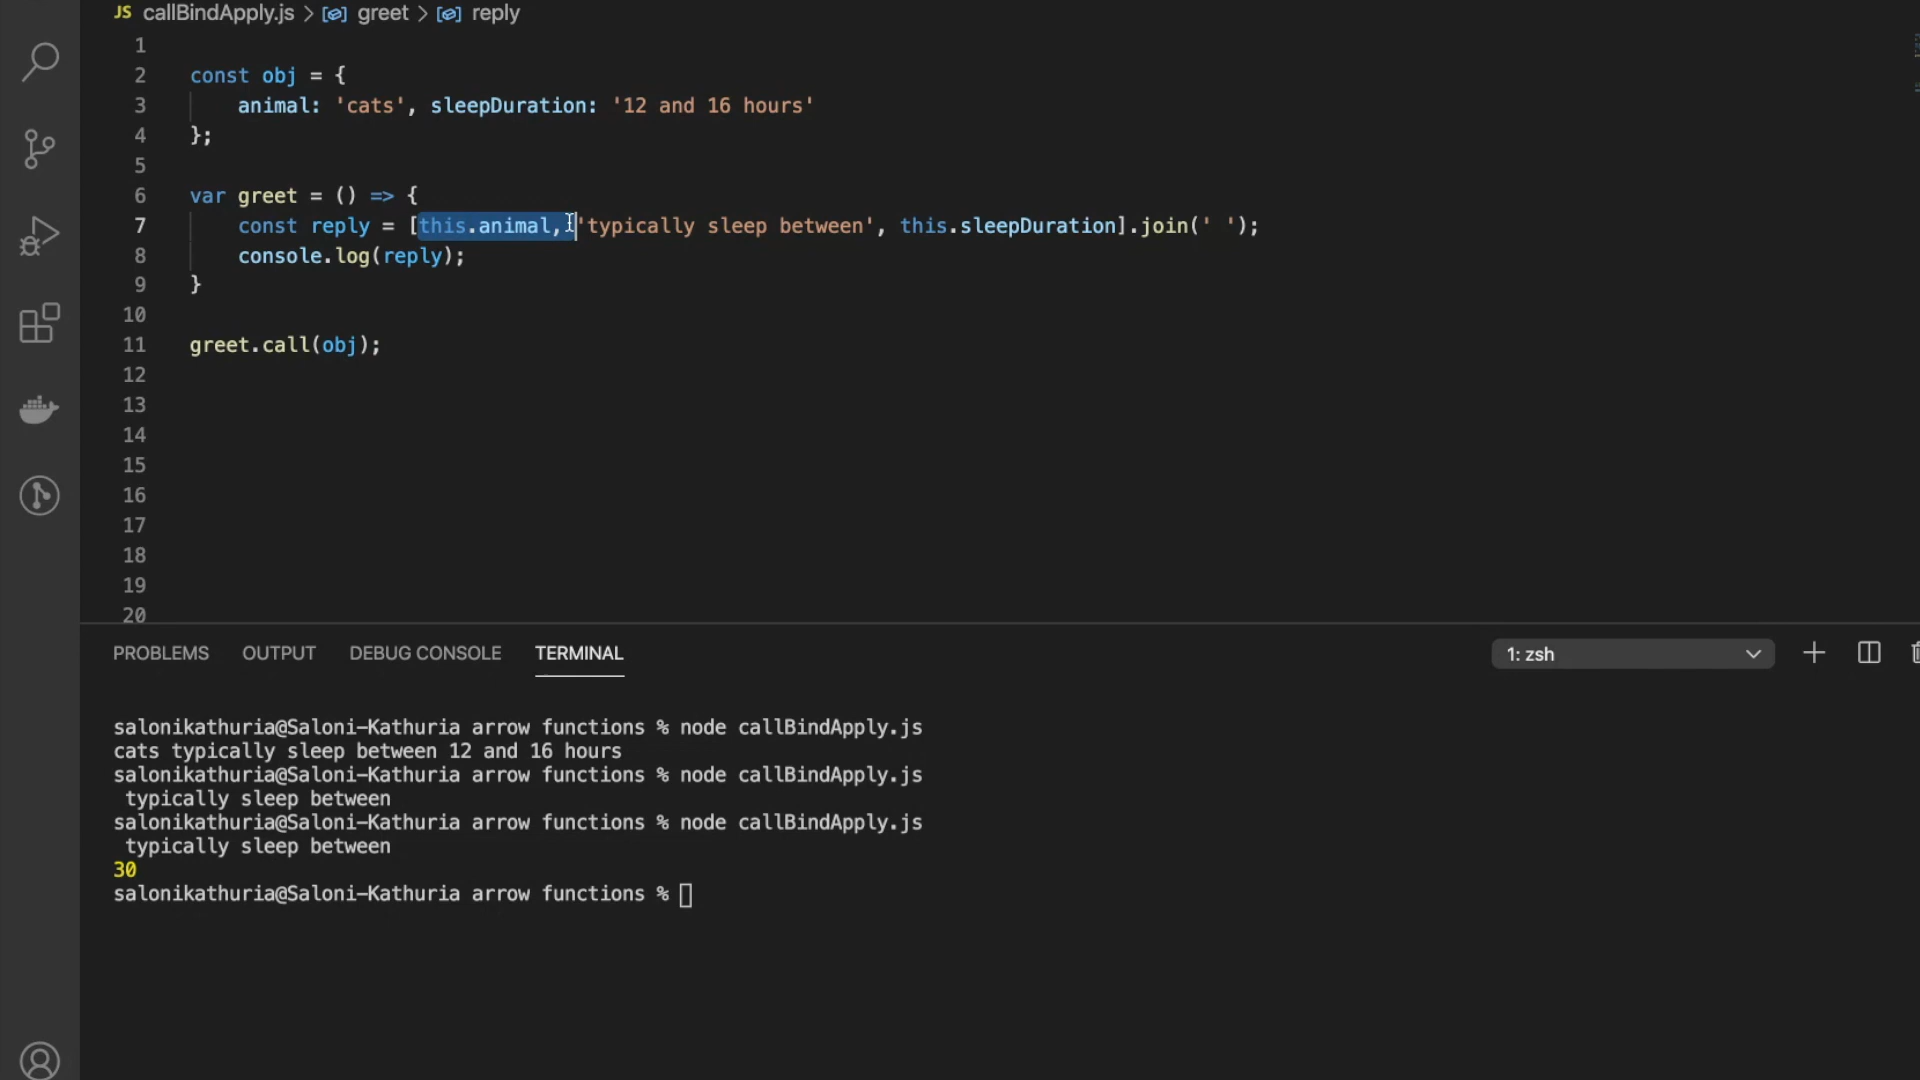 JS callBindApply.js > greet > reply
1
2 const obj = {
3 animal: 'cats', sleepDuration: '12 and 16 hours'
4 };
5
6 var greet = () => {
7 const reply = [this.animal, 'typically sleep between', this.sleepDuration].join(' ');
8 console.log(reply);
9 }
10
11 greet.call(obj);
12
13
14
15
16
17
18
19
20
PROBLEMS OUTPUT DEBUG CONSOLE TERMINAL 1: zsh
salonikathuria@Saloni-Kathuria arrow functions % node callBindApply.js
cats typically sleep between 12 and 16 hours
salonikathuria@Saloni-Kathuria arrow functions % node callBindApply.js
typically sleep between
salonikathuria@Saloni-Kathuria arrow functions % node callBindApply.js
typically sleep between
30
salonikathuria@Saloni-Kathuria arrow functions %